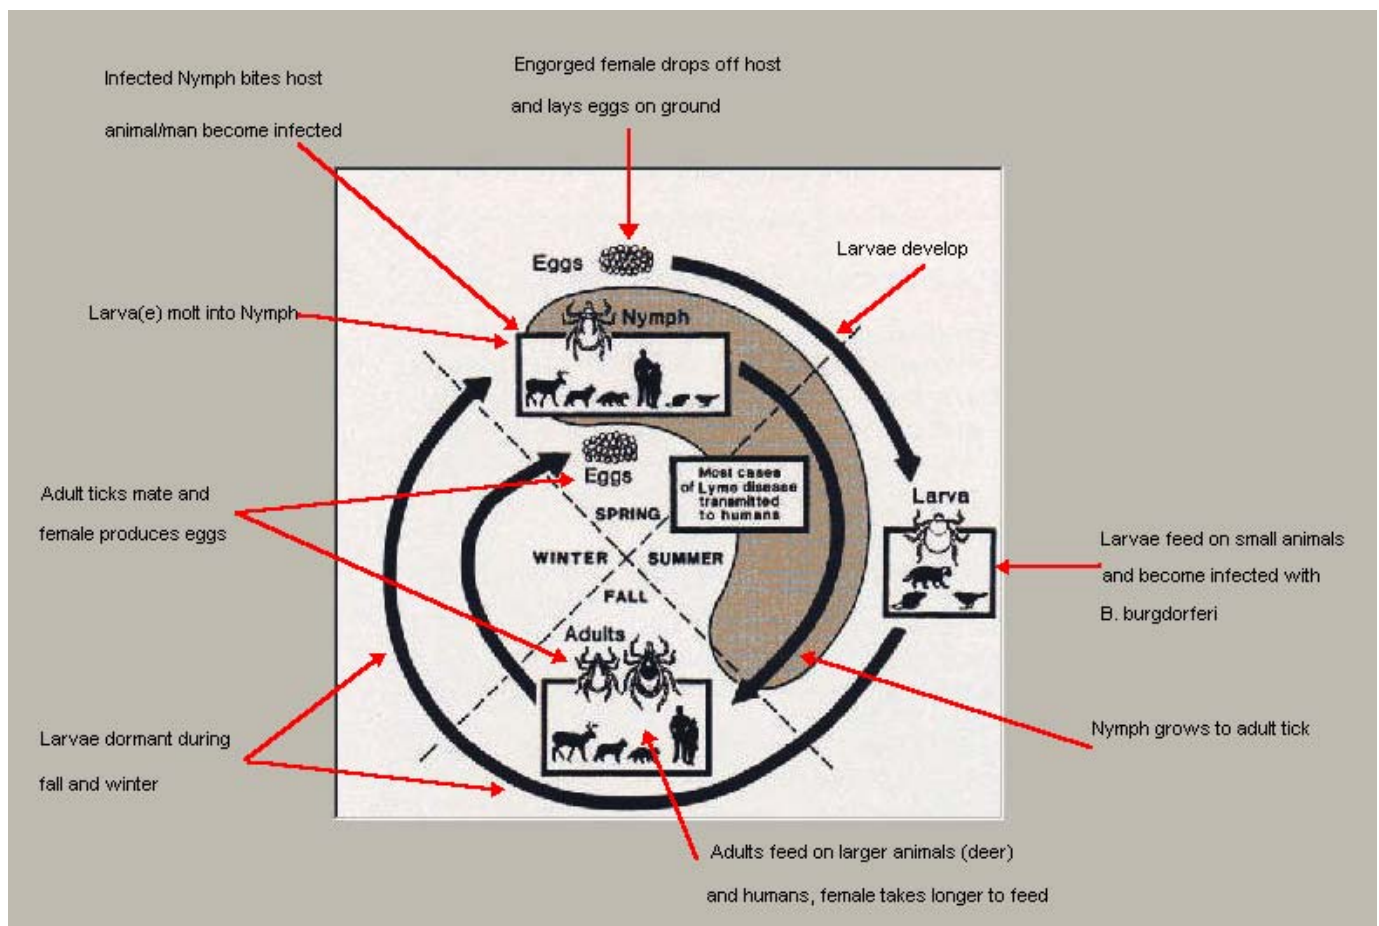 Infected Nymph bites host
animal/man become infected
Engorged female drops off host
and lays eggs on ground
Larvae develop
Eggs
Nymph
Larva(e) molt into Nymph
Eggs
Most cases
of Lyme disease
transmitted
to humans
Larva
SPRING
WINTER
SUMMER
FALL
Adults
Adult ticks mate and
female produces eggs
Larvae feed on small animals
and become infected with
B. burgdorferi
Nymph grows to adult tick
Larvae dormant during
fall and winter
Adults feed on larger animals (deer)
and humans, female takes longer to feed